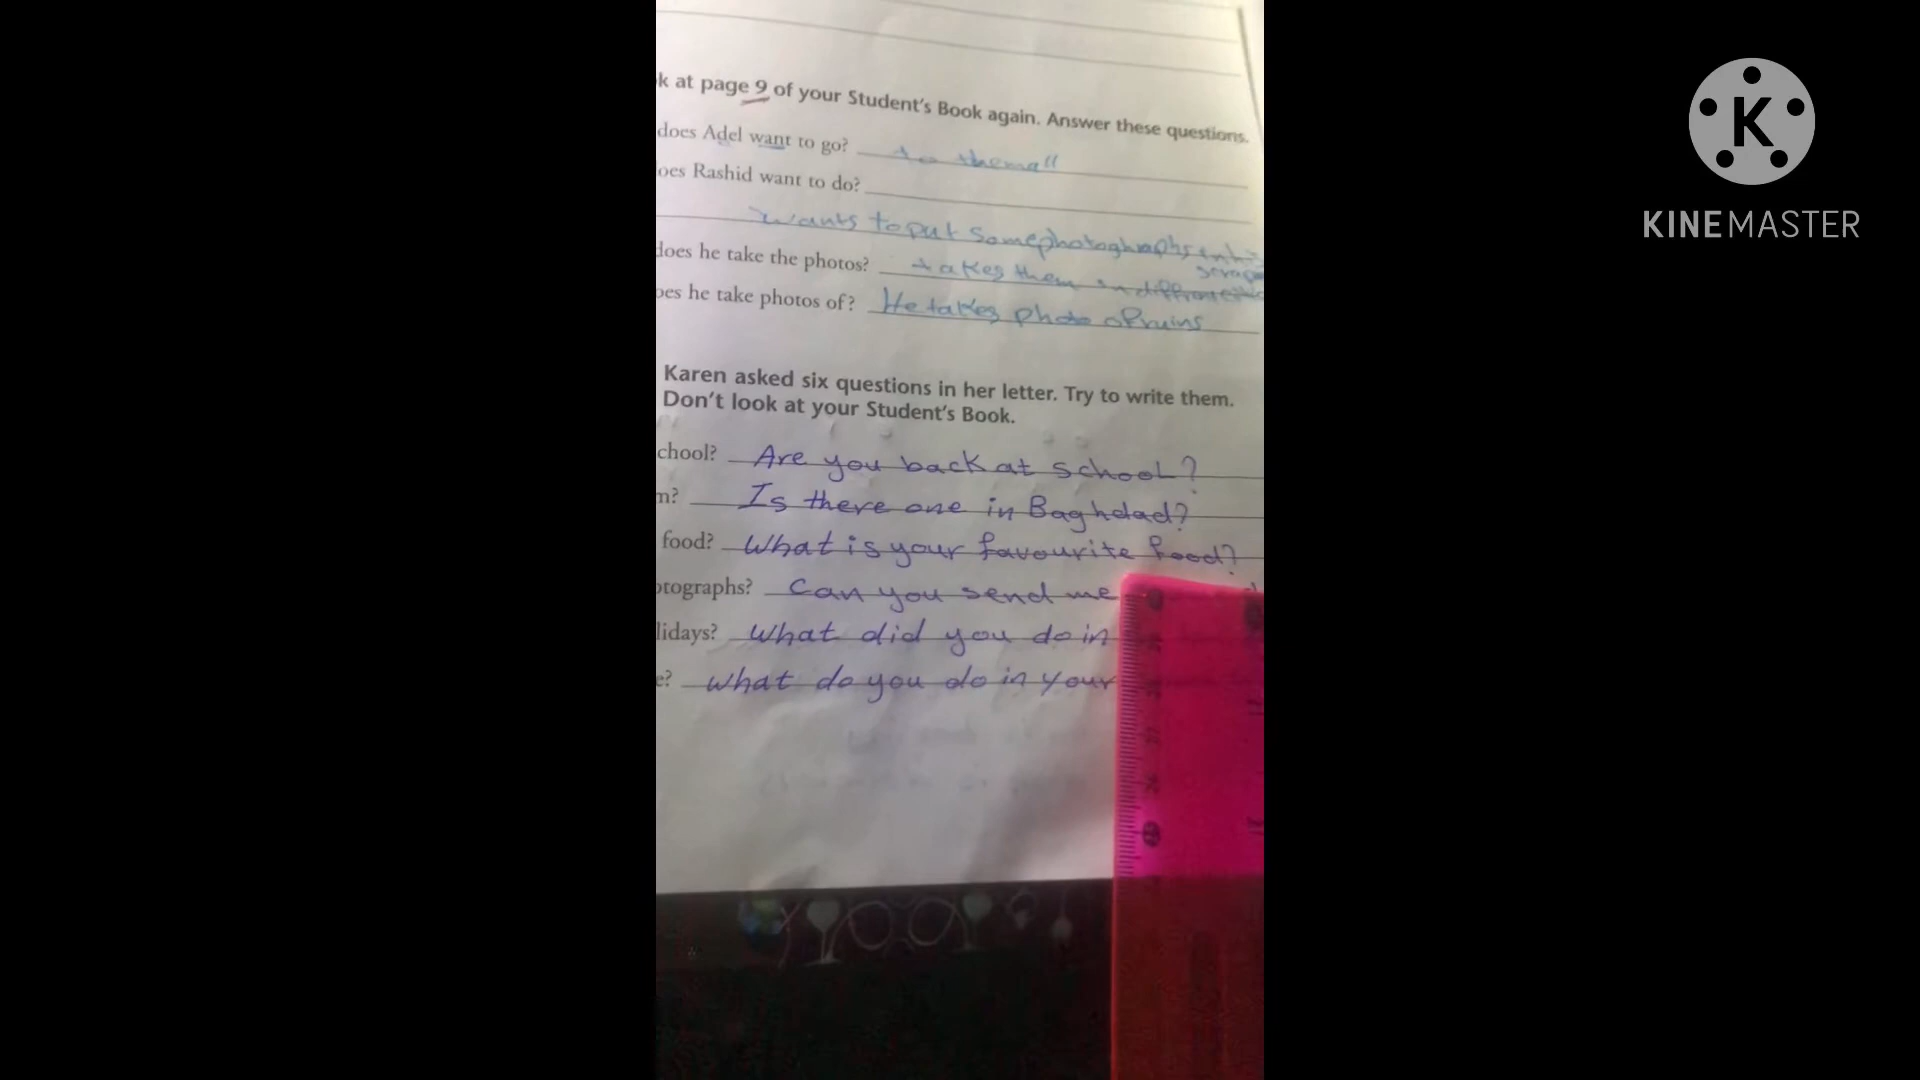 k at page 9 of your Student's Book again. Answer these questions.
does Adel want to go? to themall
oes Rashid want to do?
wants to put some
does he take the photos? takes them in
oes he take photos of? He takes photo of ruins
Karen asked six questions in her letter. Try to write them.
Don't look at your Student's Book.
chool? Are you back at school?
m? Is there one in Baghdad?
food? What is your favourite food?
otographs? Can you send me
lidays? What did you do in
e? what do you do in your
K
KINEMASTER